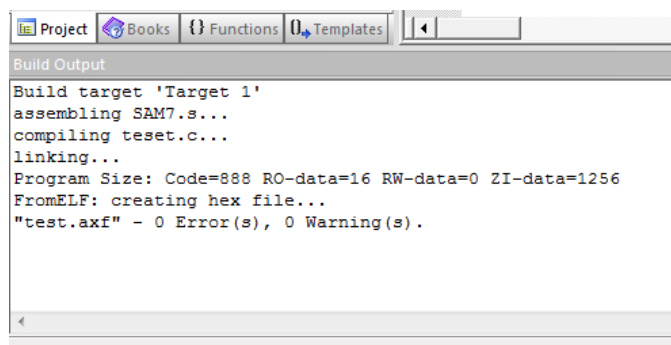 Project Books {} Functions 0 Templates
Build Output
Build target 'Target 1'
assembling SAM7.s...
compiling teset.c...
linking...
Program Size: Code=888 RO-data=16 RW-data=0 ZI-data=1256
FromELF: creating hex file...
"test.axf" - 0 Error(s), 0 Warning(s).